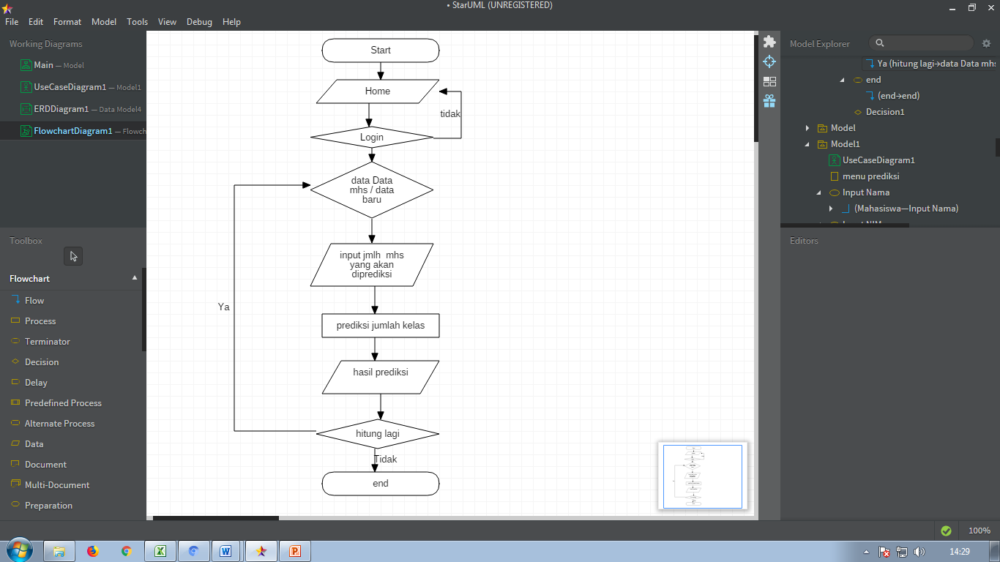 • StarUML (UNREGISTERED)
File Edit Format Model Tools View Debug Help
Working Diagrams
Main — Model
UseCaseDiagram1 — Model1
ERDDiagram1 — Data Model4
FlowchartDiagram1 — Flowch
Toolbox
Flowchart
Flow
Process
Terminator
Decision
Delay
Predefined Process
Alternate Process
Data
Document
Multi-Document
Preparation
Start
Home
tidak
Login
data Data
mhs / data
baru
input jmlh mhs
yang akan
diprediksi
Ya
prediksi jumlah kelas
hasil prediksi
hitung lagi
Tidak
end
Model Explorer
Ya (hitung lagi→data Data mhs
end
(end→end)
Decision1
Model
Model1
UseCaseDiagram1
menu prediksi
Input Nama
(Mahasiswa—Input Nama)
Input NIM
Editors
100%
14:29